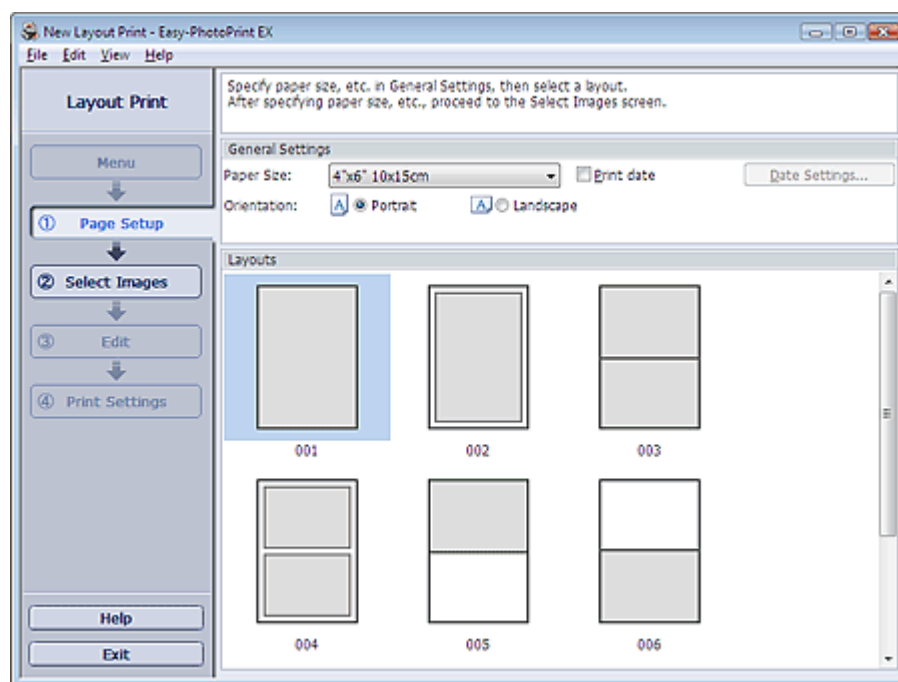 New Layout Print - Easy-PhotoPrint EX
File Edit View Help
Layout Print
Menu
① Page Setup
② Select Images
③ Edit
④ Print Settings
Help
Exit
Specify paper size, etc. in General Settings, then select a layout.
After specifying paper size, etc., proceed to the Select Images screen.
General Settings
Paper Size: 4"x6" 10x15cm Print date Date Settings...
Orientation: A Portrait A Landscape
Layouts
001 002 003
004 005 006